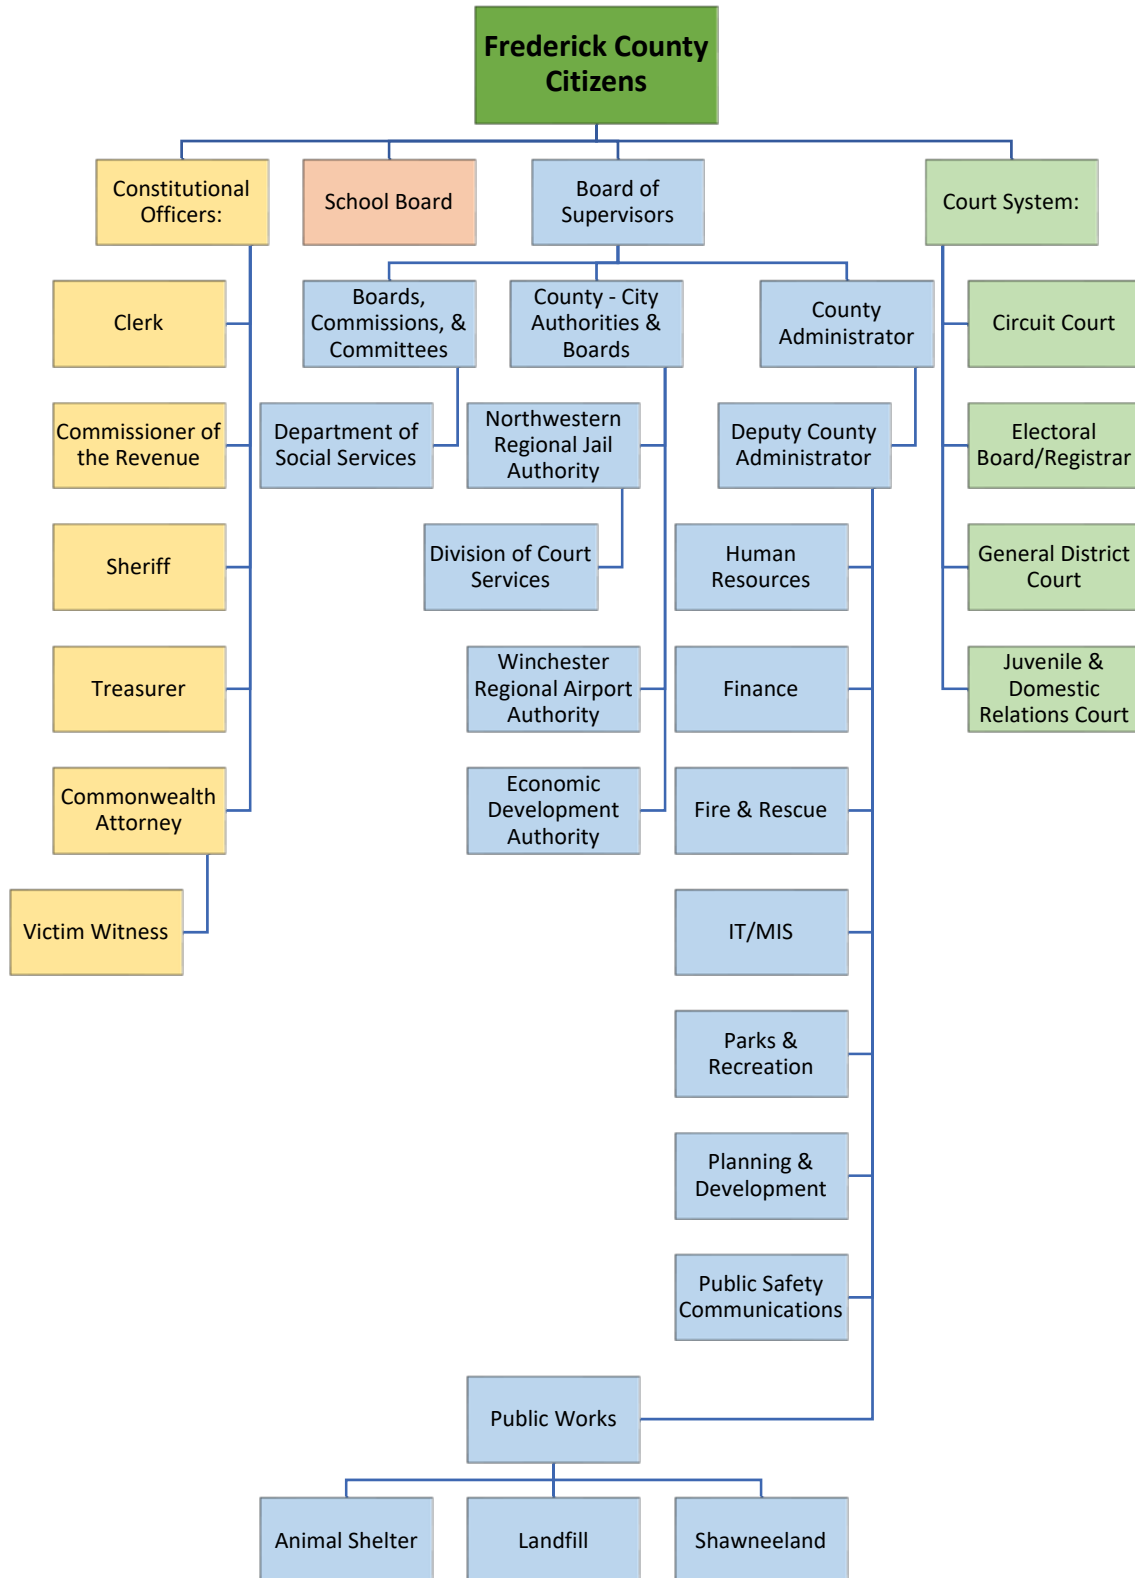 Frederick County
Citizens
Constitutional
Officers:
School Board
Board of
Supervisors
Court System:
Clerk
Boards,
Commissions, &
Committees
County - City
Authorities &
Boards
County
Administrator
Circuit Court
Commissioner of
the Revenue
Department of
Social Services
Northwestern
Regional Jail
Authority
Deputy County
Administrator
Electoral
Board/Registrar
Sheriff
Division of Court
Services
Human
Resources
General District
Court
Treasurer
Winchester
Regional Airport
Authority
Finance
Juvenile &
Domestic
Relations Court
Commonwealth
Attorney
Economic
Development
Authority
Fire & Rescue
Victim Witness
IT/MIS
Parks &
Recreation
Planning &
Development
Public Safety
Communications
Public Works
Animal Shelter
Landfill
Shawneeland